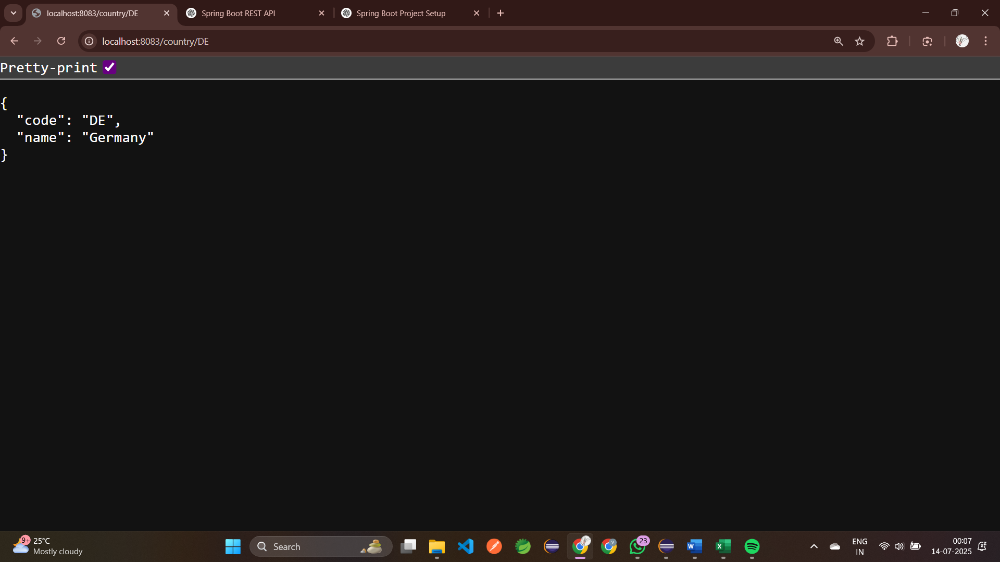 localhost:8083/country/DE
Spring Boot REST API
Spring Boot Project Setup
localhost:8083/country/DE
Pretty-print
{
"code": "DE",
"name": "Germany"
}
9+
25°C
Mostly cloudy
Search
V
23
W
X
ENG
IN
00:07
14-07-2025